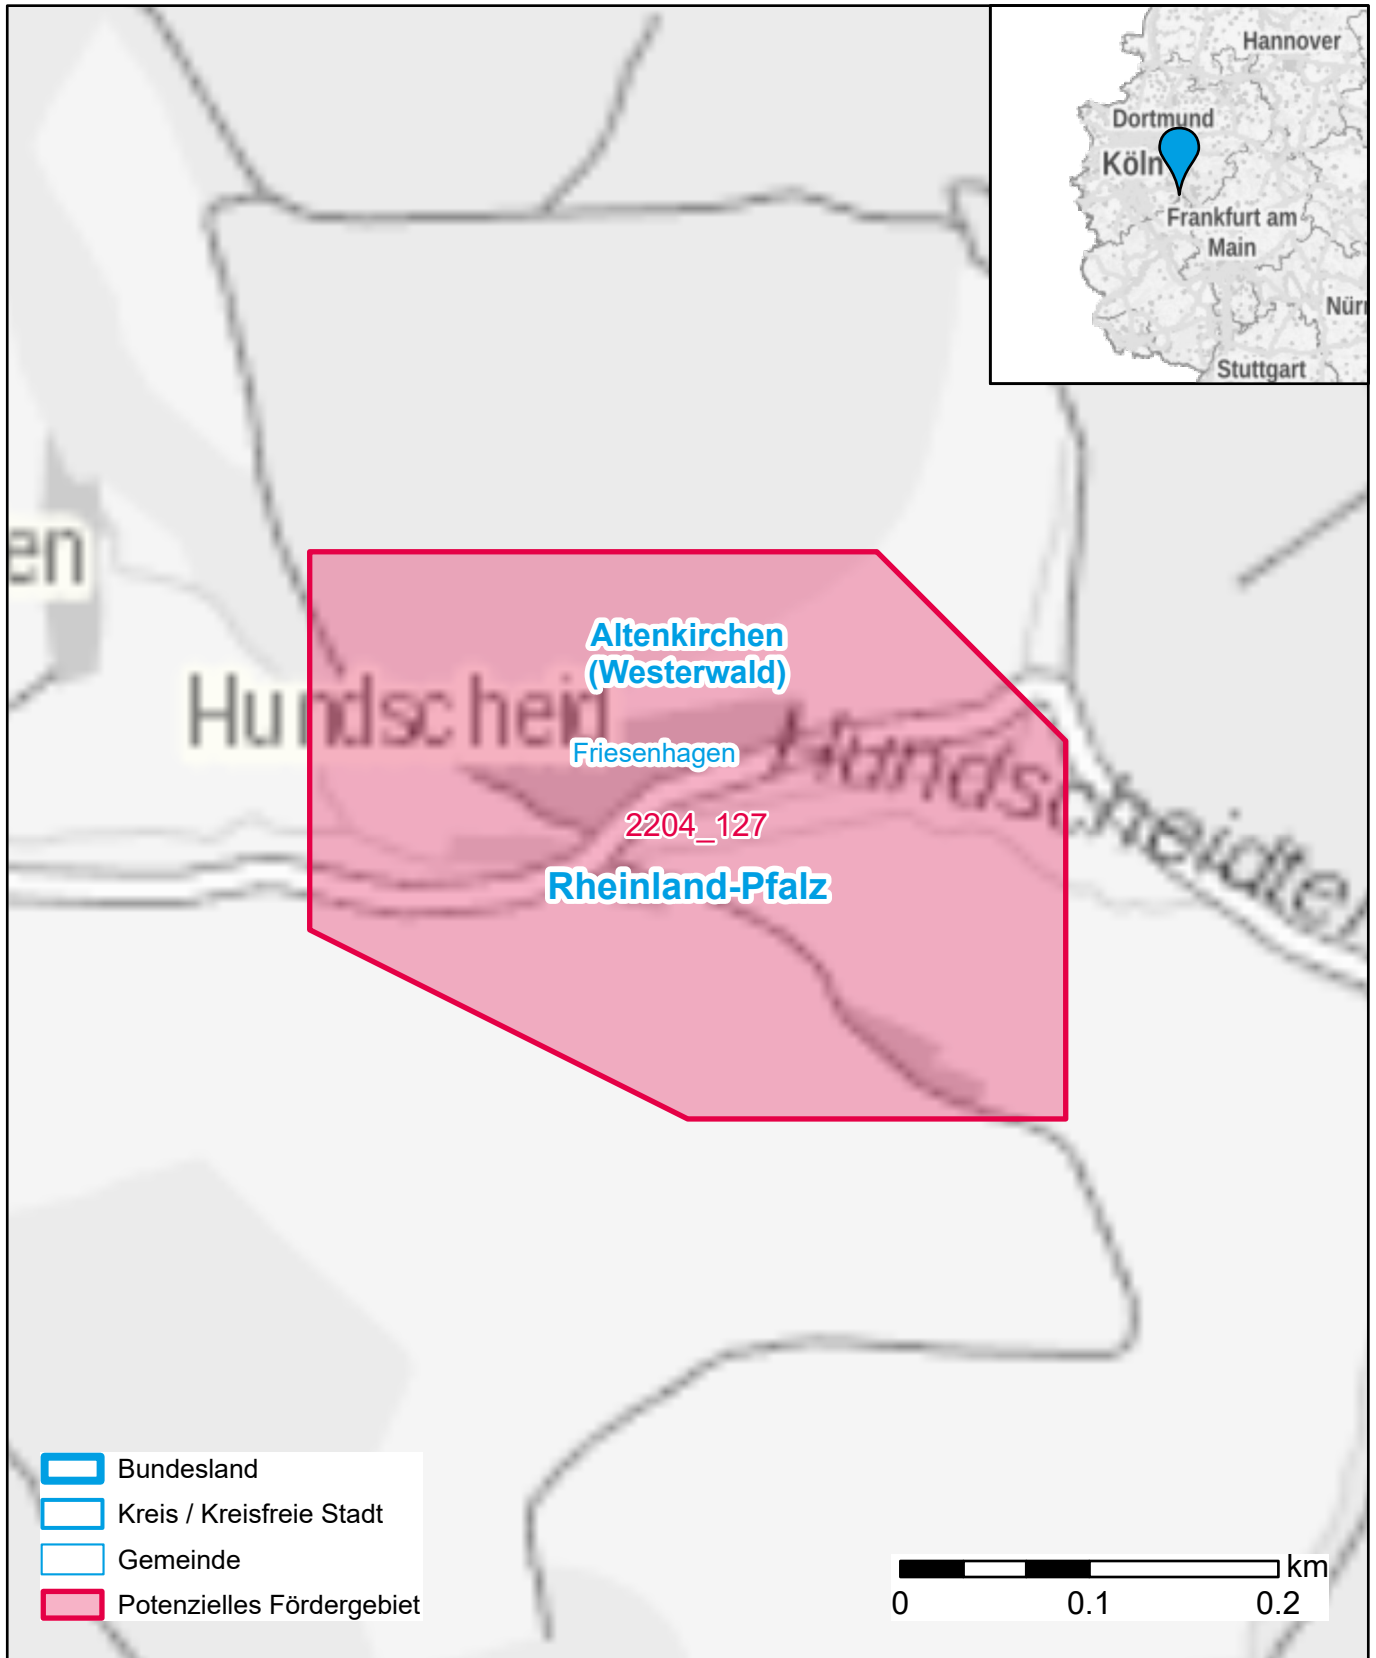 Hannover
Dortmund
Köln
Frankfurt am
Main
Stuttgart
en
Altenkirchen
(Westerwald)
Hundscheid
Friesenhagen
2204_127
Rheinland-Pfalz
Bundesland
Kreis / Kreisfreie Stadt
Gemeinde
Potenzielles Fördergebiet
km
0 0.1 0.2